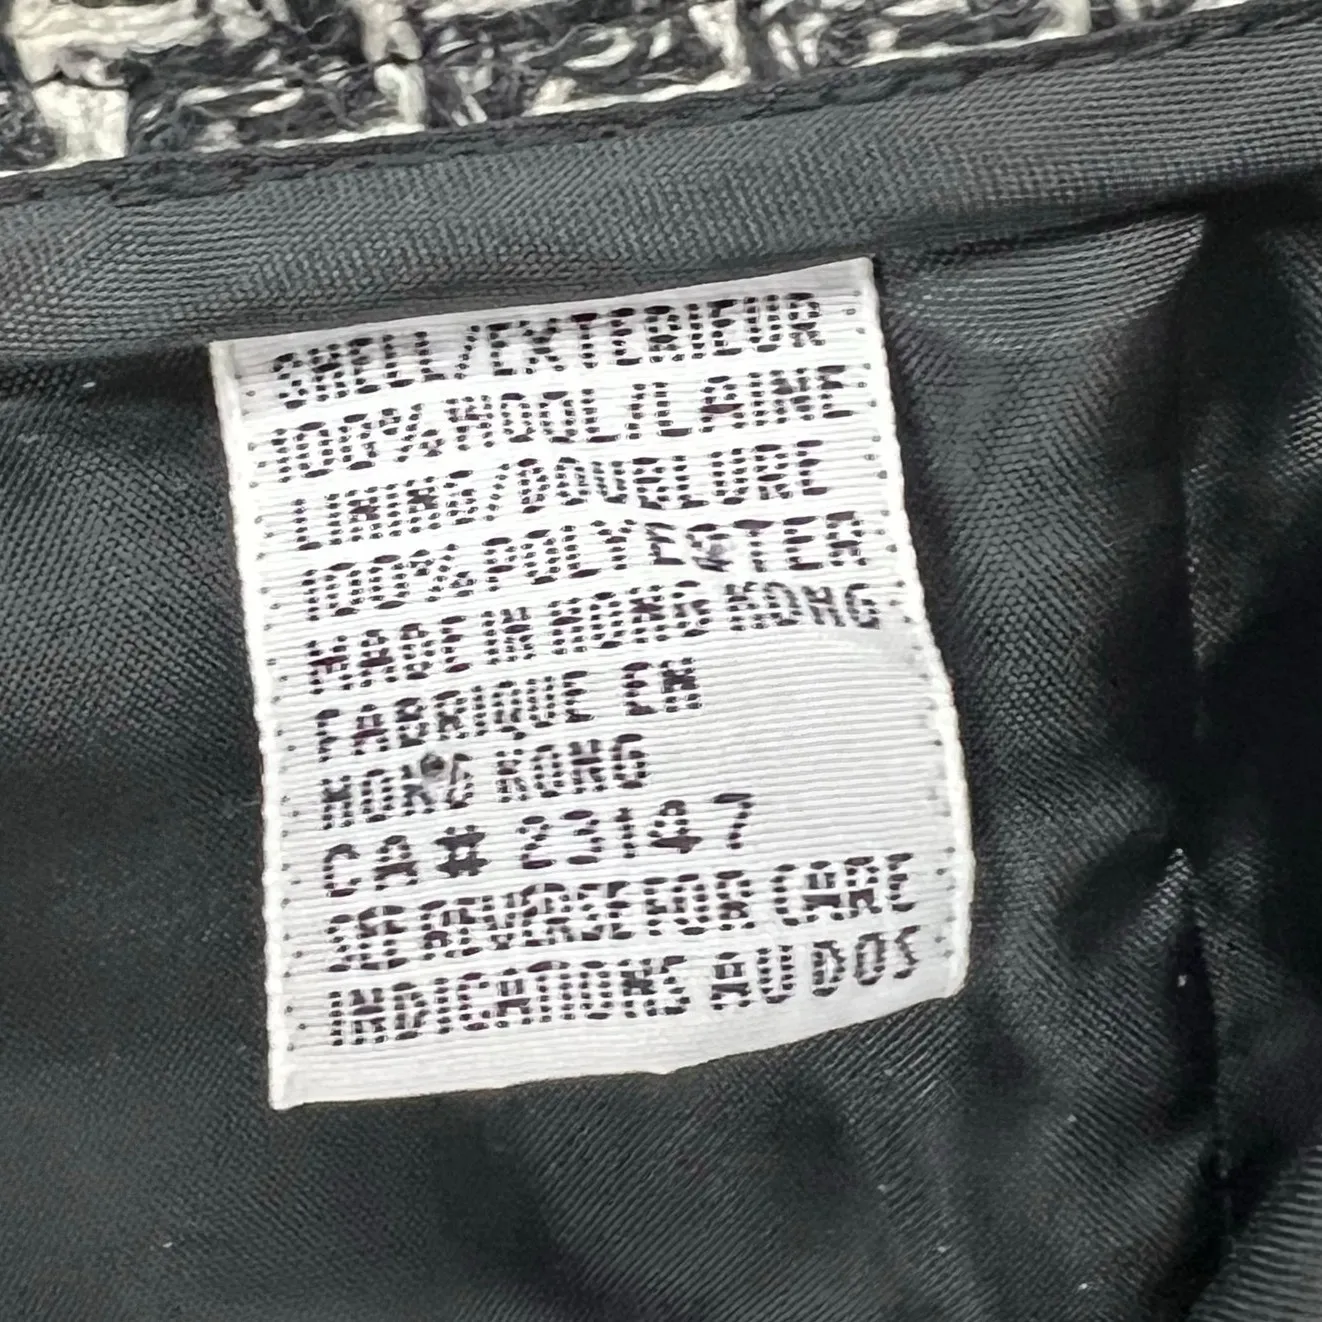 SHELL/EXTERIEUR
100%WOOL/LAINE
LINING/DOUBLURE
100%POLYESTER
MADE IN HONG KONG
FABRIQUE EN
HONG KONG
CA# 23147
SEE REVERSE FOR CARE
INDICATIONS AU DOS